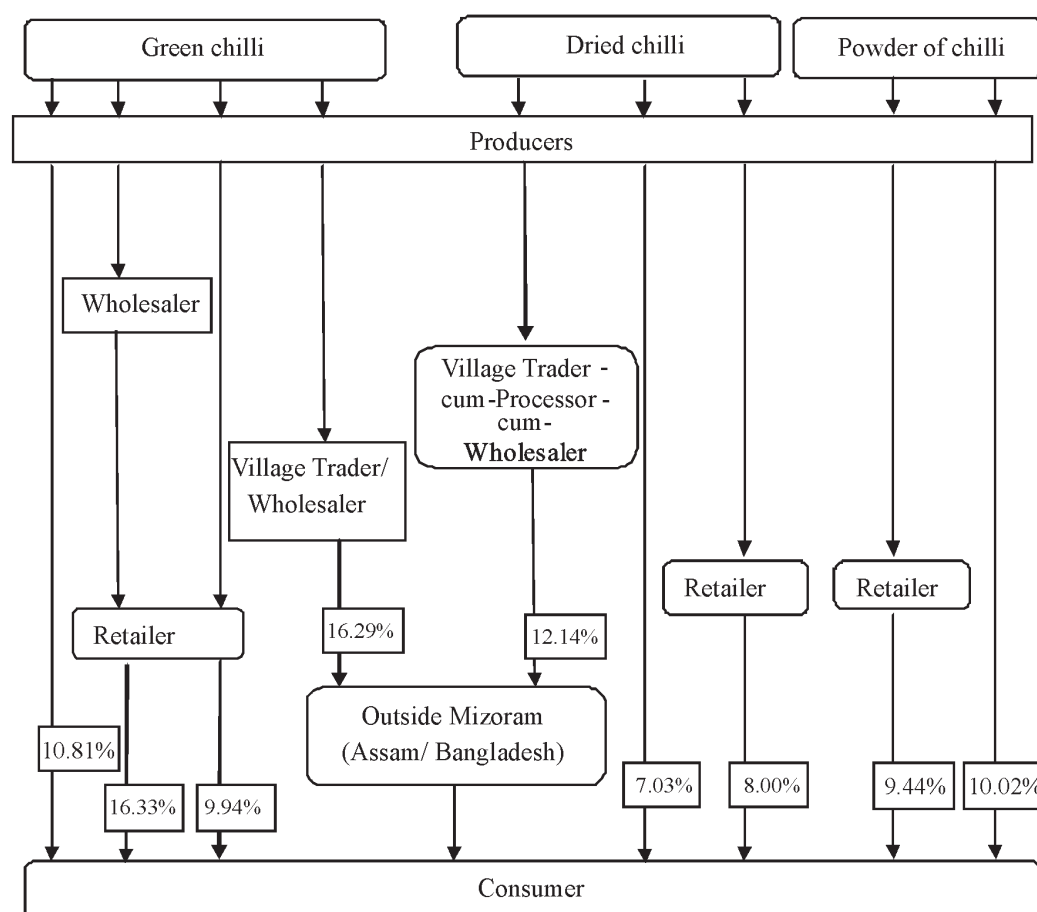 Green chilli
Dried chilli
Powder of chilli
Producers
Wholesaler
Village Trader -
cum-Processor -
cum-
Wholesaler
Village Trader/
Wholesaler
Retailer
Retailer
Retailer
16.29%
12.14%
Outside Mizoram
(Assam/ Bangladesh)
10.81%
16.33%
9.94%
7.03%
8.00%
9.44%
10.02%
Consumer